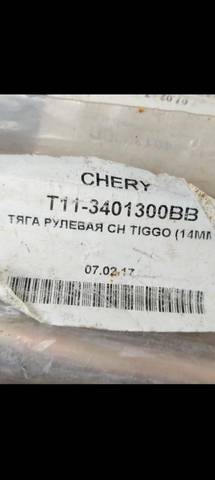 CHERY
T11-3401300BB
ТЯГА РУЛЕВАЯ CH TIGGO (14MM
07.02.17